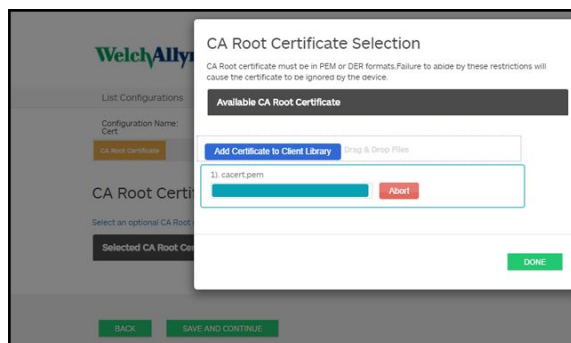 WelchAlly
List Configurations
Configuration Name:
Cert
CA Root Certificate
CA Root Certi
Select an optional CA Root
Selected CA Root Cer
BACK
SAVE AND CONTINUE
CA Root Certificate Selection
CA Root certificate must be in PEM or DER formats.Failure to abide by these restrictions will
cause the certificate to be ignored by the device.
Available CA Root Certificate
Add Certificate to Client Library Drag & Drop Files
1). cacert.pem
Abort
DONE